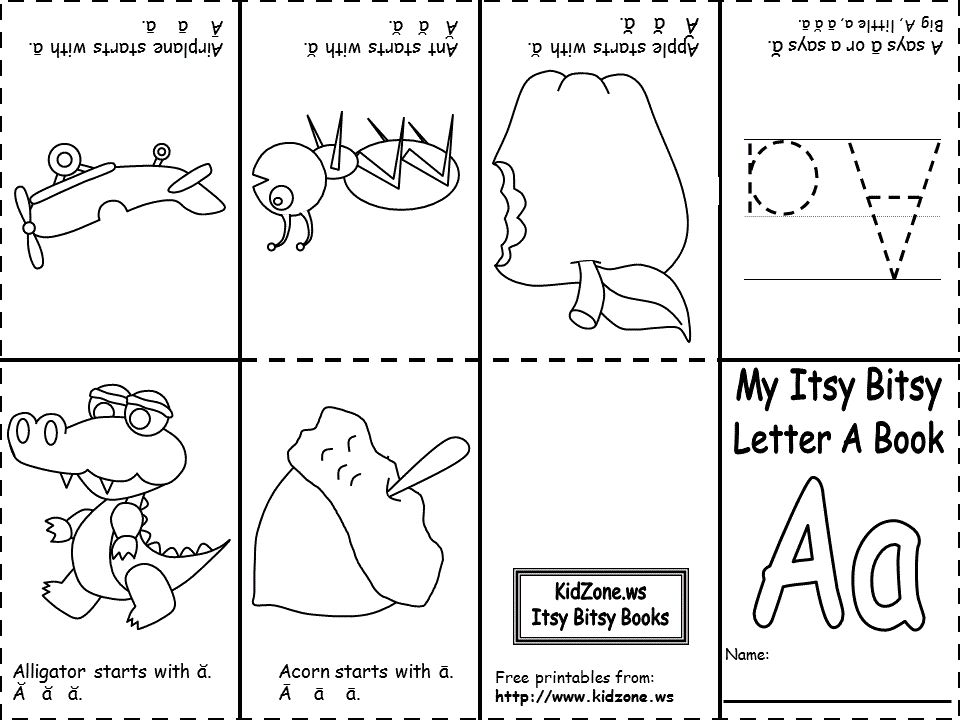 Airplane starts with ā.
Ā ā ā.
Ant starts with ă.
Ă ă ă.
Apple starts with ă.
Ă ă ă.
A a
A says ā or a says ă.
Big A, little a, ā ă ā.
Alligator starts with ă.
Ă ă ă.
Acorn starts with ā.
Ā ā ā.
KidZone.ws
Itsy Bitsy Books
Free printables from:
http://www.kidzone.ws
My Itsy Bitsy
Letter A Book
Aa
Name: